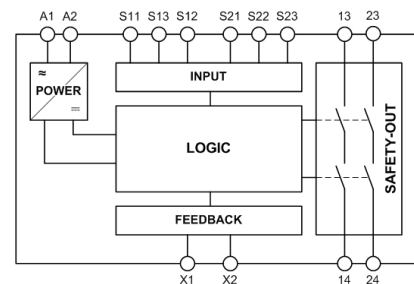 A1 A2 S11 S13 S12 S21 S22 S23 13 23
≂
POWER
INPUT
LOGIC
SAFETY-OUT
FEEDBACK
X1 X2 14 24